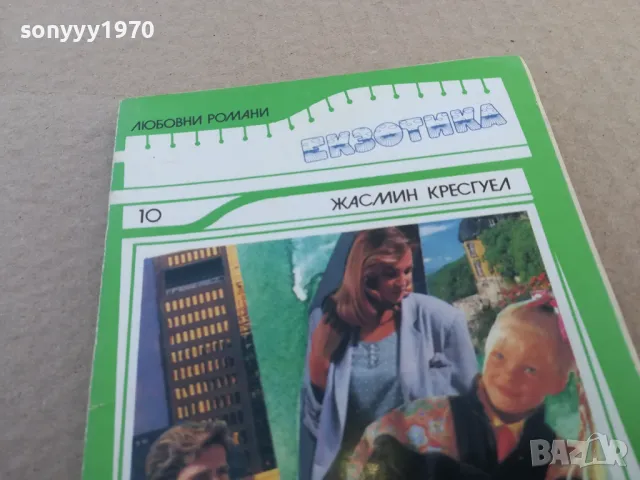 sonyyy1970
ЛЮБОВНИ РОМАНИ
ЕКЗОТИКА
10
ЖАСМИН КРЕСГУЕЛ
BAZAR